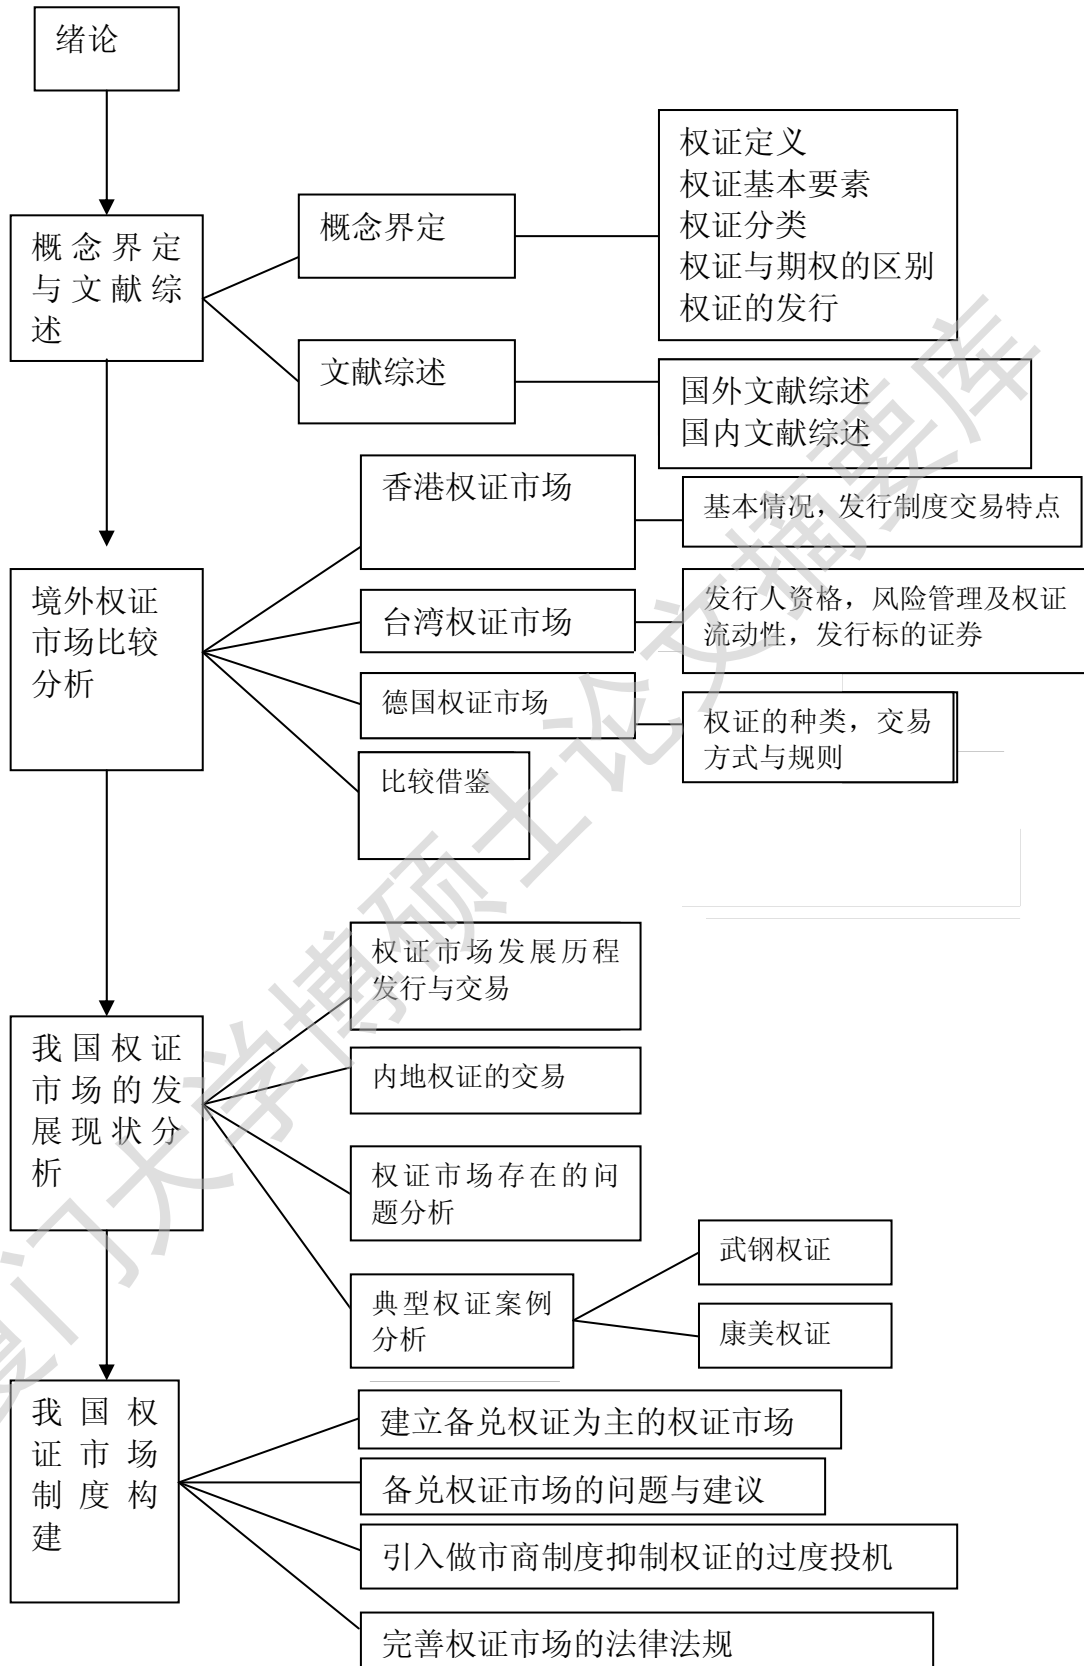 绪论
概念界定
与文献综
述
概念界定
权证定义
权证基本要素
权证分类
权证与期权的区别
权证的发行
文献综述
国外文献综述
国内文献综述
境外权证
市场比较
分析
香港权证市场
基本情况，发行制度交易特点
台湾权证市场
发行人资格，风险管理及权证
流动性，发行标的证券
德国权证市场
权证的种类，交易
方式与规则
比较借鉴
我国权证
市场的发
展现状分
析
权证市场发展历程
发行与交易
内地权证的交易
权证市场存在的问
题分析
典型权证案例
分析
武钢权证
康美权证
我国权
证市场
制度构
建
建立备兑权证为主的权证市场
备兑权证市场的问题与建议
引入做市商制度抑制权证的过度投机
完善权证市场的法律法规
厦门大学博硕士论文摘要库